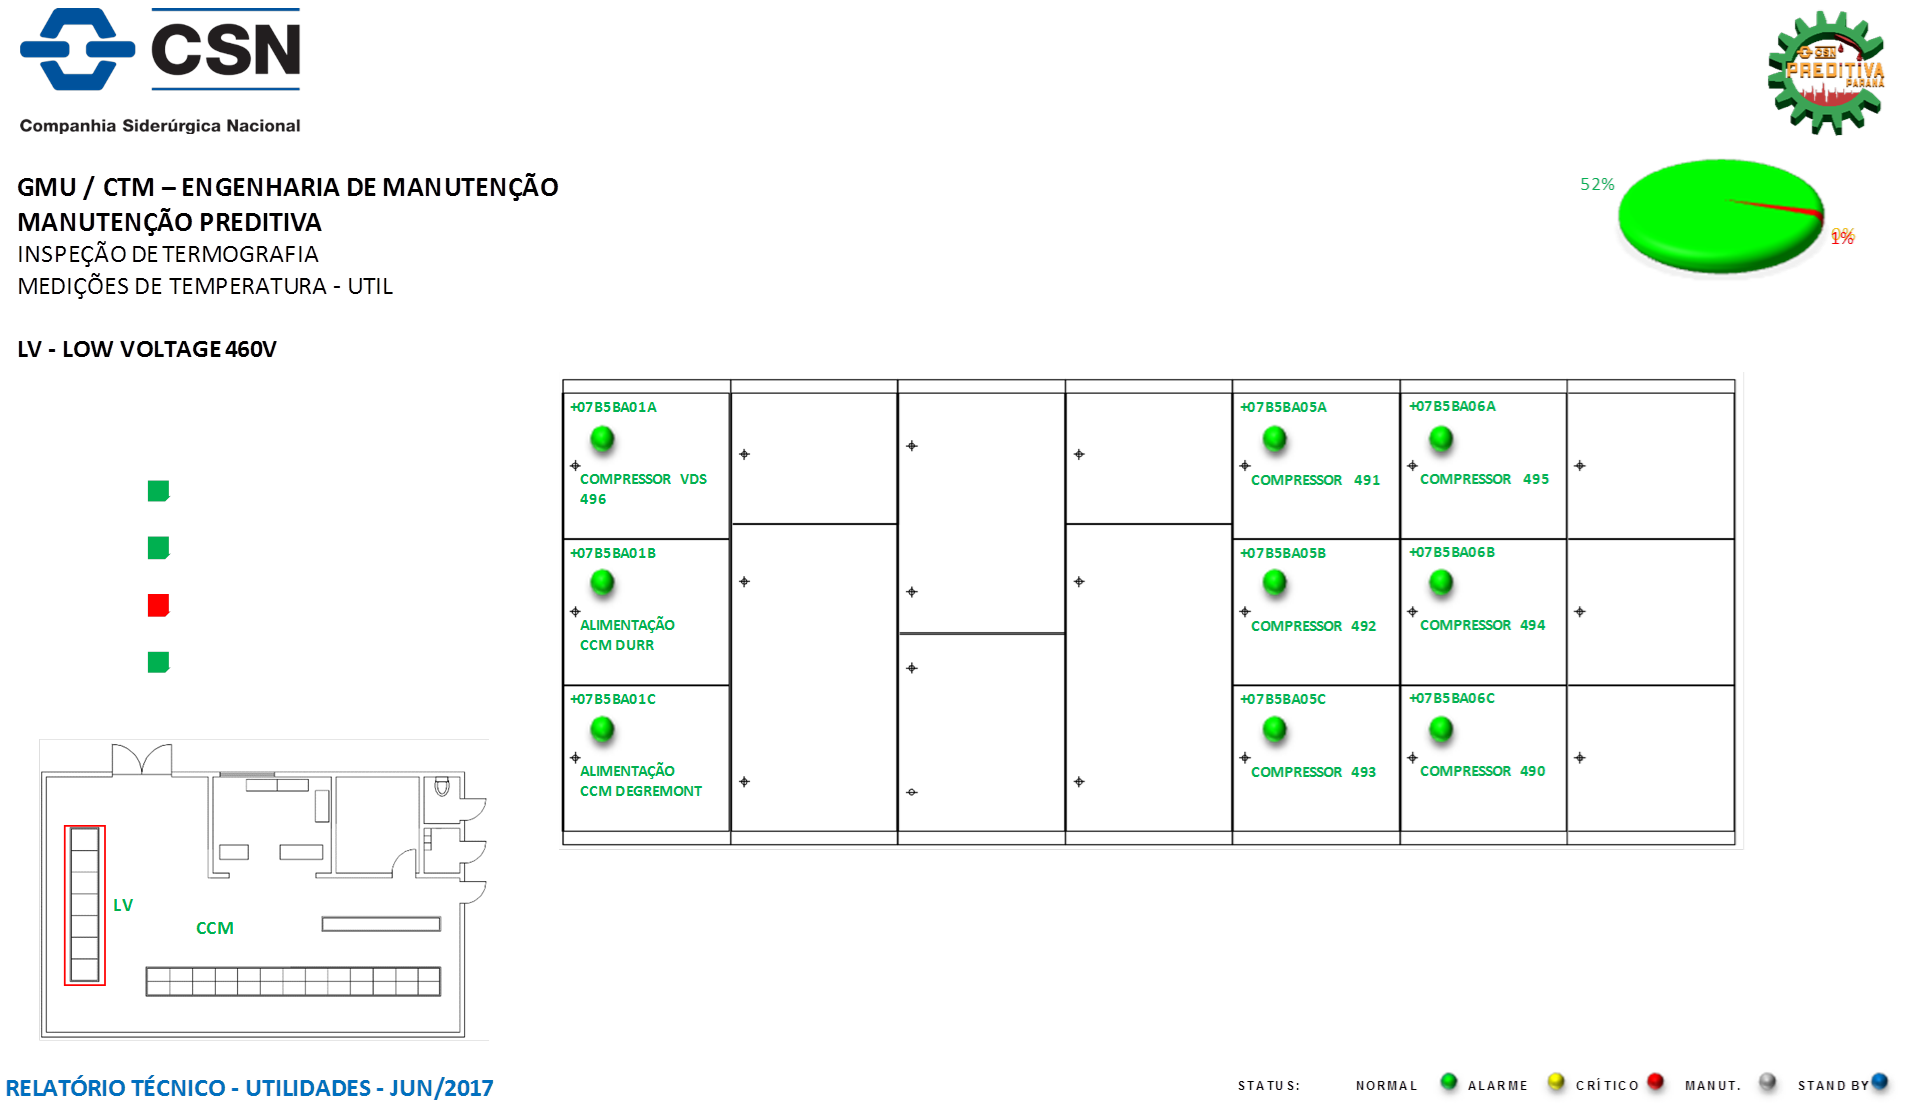 CSN
Companhia Siderúrgica Nacional
CSN
PREDITIVA
PARANÁ
GMU / CTM – ENGENHARIA DE MANUTENÇÃO
MANUTENÇÃO PREDITIVA
INSPEÇÃO DE TERMOGRAFIA
MEDIÇÕES DE TEMPERATURA - UTIL
52%
0%
1%
LV - LOW VOLTAGE 460V
+07B5BA01A
COMPRESSOR VDS
496
+07B5BA05A
COMPRESSOR 491
+07B5BA06A
COMPRESSOR 495
+07B5BA01B
ALIMENTAÇÃO
CCM DURR
+07B5BA05B
COMPRESSOR 492
+07B5BA06B
COMPRESSOR 494
+07B5BA01C
ALIMENTAÇÃO
CCM DEGREMONT
+07B5BA05C
COMPRESSOR 493
+07B5BA06C
COMPRESSOR 490
LV
CCM
RELATÓRIO TÉCNICO - UTILIDADES - JUN/2017
STATUS: NORMAL ALARME CRÍTICO MANUT. STAND BY